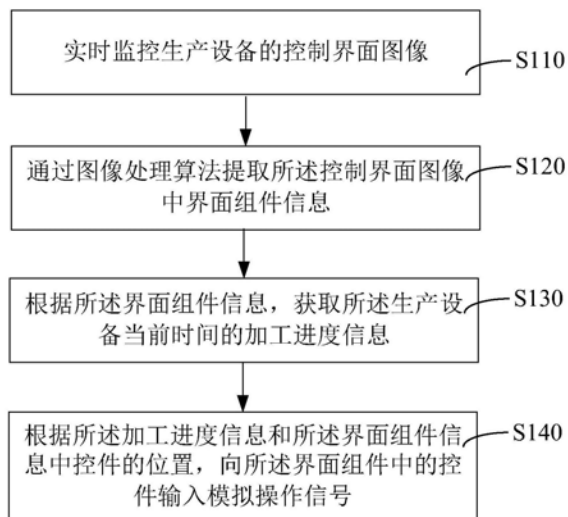 实时监控生产设备的控制界面图像
S110
通过图像处理算法提取所述控制界面图像
中界面组件信息
S120
根据所述界面组件信息，获取所述生产设
备当前时间的加工进度信息
S130
根据所述加工进度信息和所述界面组件信
息中控件的位置，向所述界面组件中的控
件输入模拟操作信号
S140